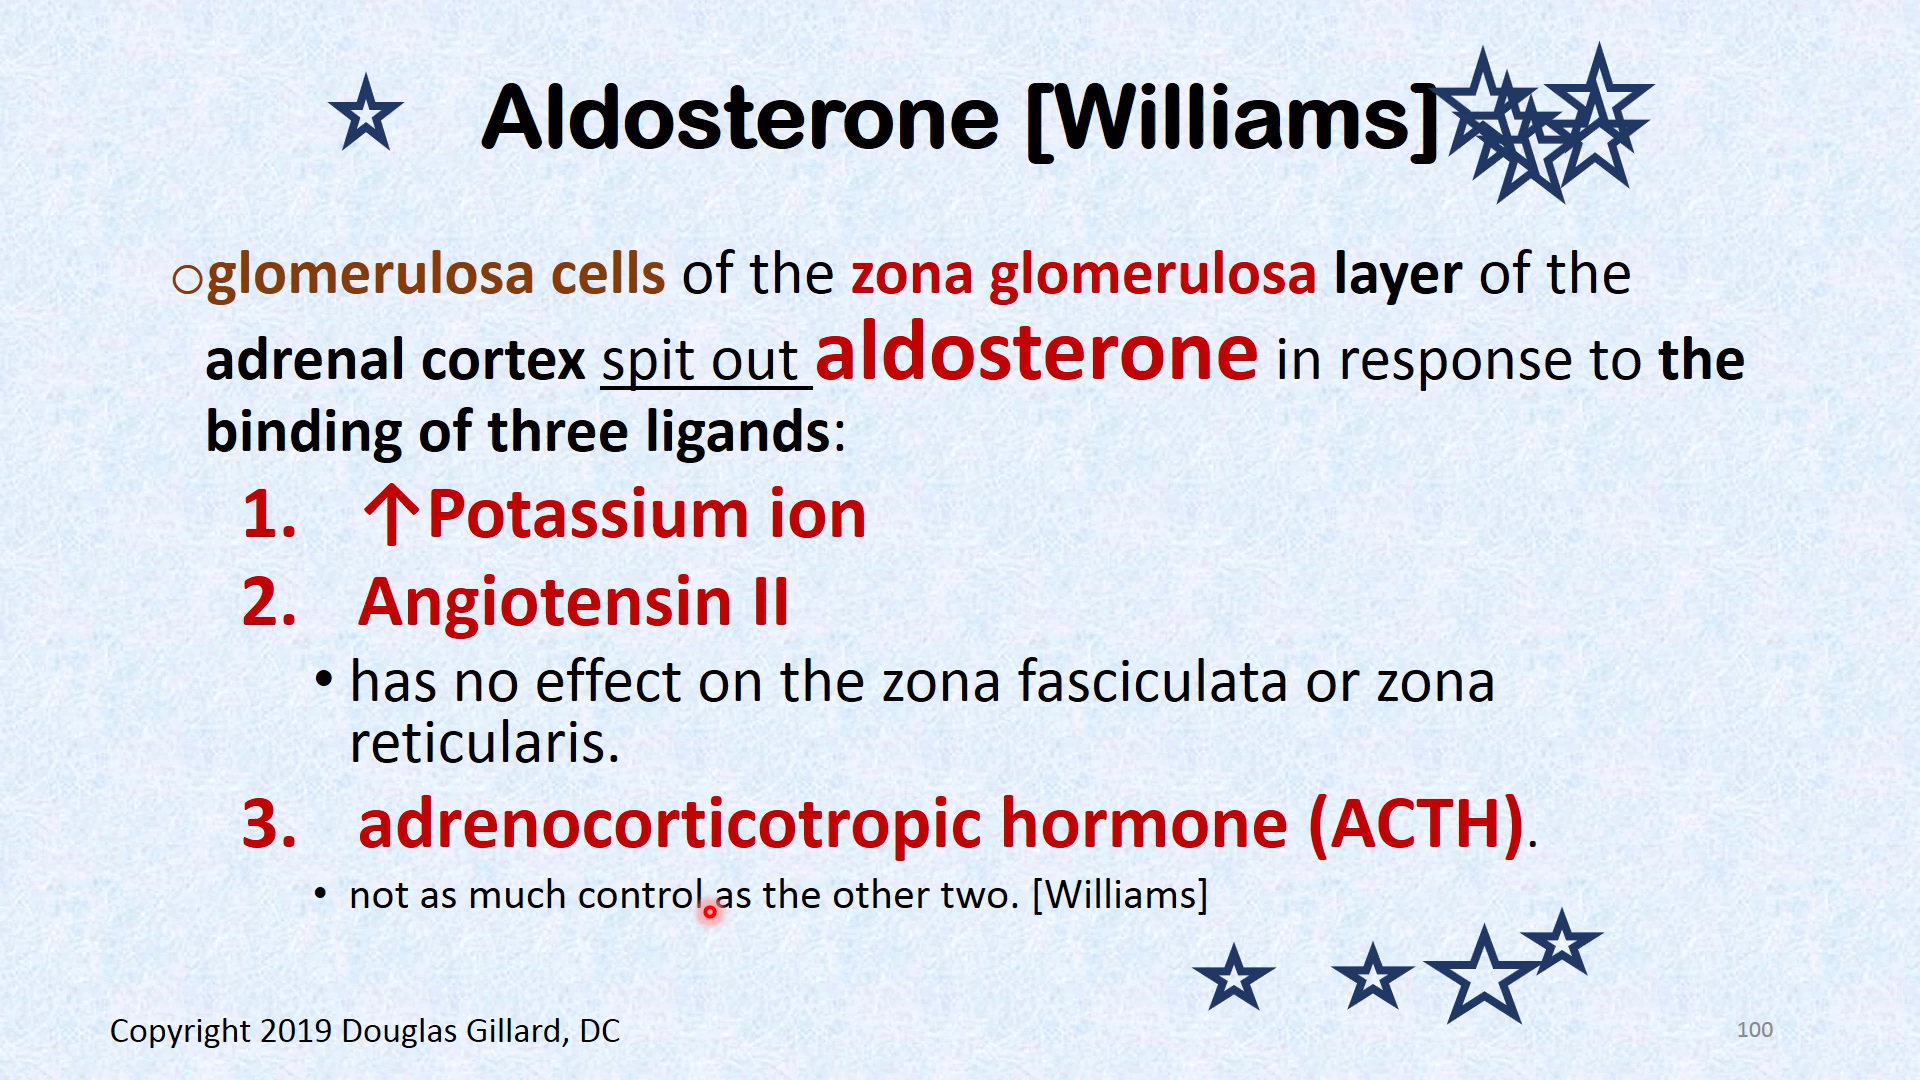 Aldosterone [Williams]
○glomerulosa cells of the zona glomerulosa layer of the
adrenal cortex spit out aldosterone in response to the
binding of three ligands:
1. ↑Potassium ion
2. Angiotensin II
• has no effect on the zona fasciculata or zona
reticularis.
3. adrenocorticotropic hormone (ACTH).
• not as much control as the other two. [Williams]
Copyright 2019 Douglas Gillard, DC
100